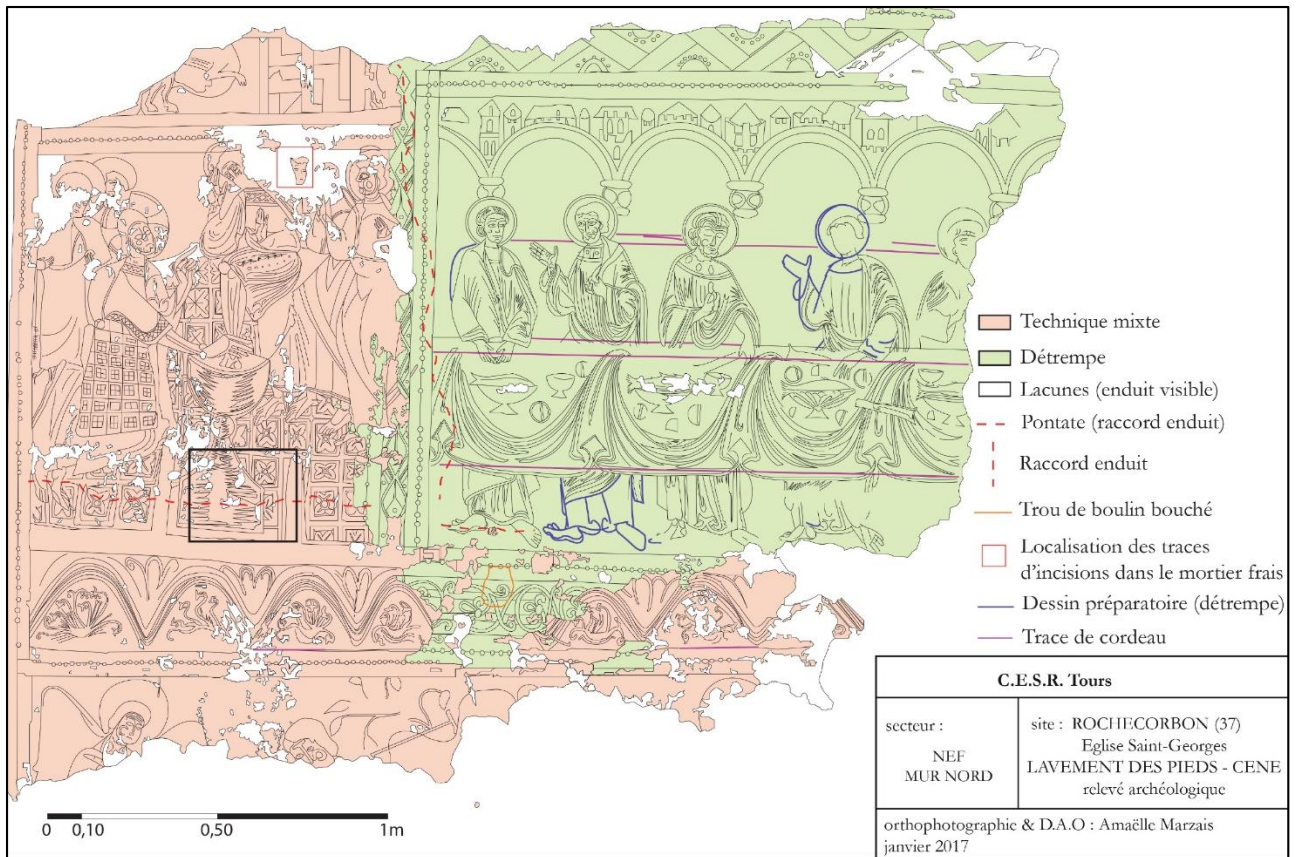 Technique mixte
Détrempe
Lacunes (enduit visible)
Pontate (raccord enduit)
Raccord enduit
Trou de boulin bouché
Localisation des traces
d'incisions dans le mortier frais
Dessin préparatoire (détrempe)
Trace de cordeau
0 0,10 0,50 1m
C.E.S.R. Tours
secteur :
NEF
MUR NORD
site : ROCHECORBON (37)
Eglise Saint-Georges
LAVEMENT DES PIEDS - CENE
relevé archéologique
orthophotographie & D.A.O : Amaëlle Marzais
janvier 2017